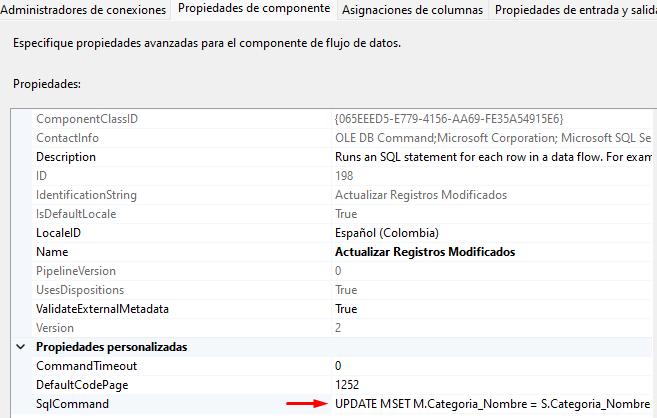 Administradores de conexiones Propiedades de componente Asignaciones de columnas Propiedades de entrada y salida
Especifique propiedades avanzadas para el componente de flujo de datos.
Propiedades:
ComponentClassID {065EEED5-E779-4156-AA69-FE35A54915E6}
ContactInfo OLE DB Command;Microsoft Corporation; Microsoft SQL Se
Description Runs an SQL statement for each row in a data flow. For exam
ID 198
IdentificationString Actualizar Registros Modificados
IsDefaultLocale True
LocaleID Español (Colombia)
Name Actualizar Registros Modificados
PipelineVersion 0
UsesDispositions True
ValidateExternalMetadata True
Version 2
Propiedades personalizadas
CommandTimeout 0
DefaultCodePage 1252
SqlCommand UPDATE MSET M.Categoria_Nombre = S.Categoria_Nombre